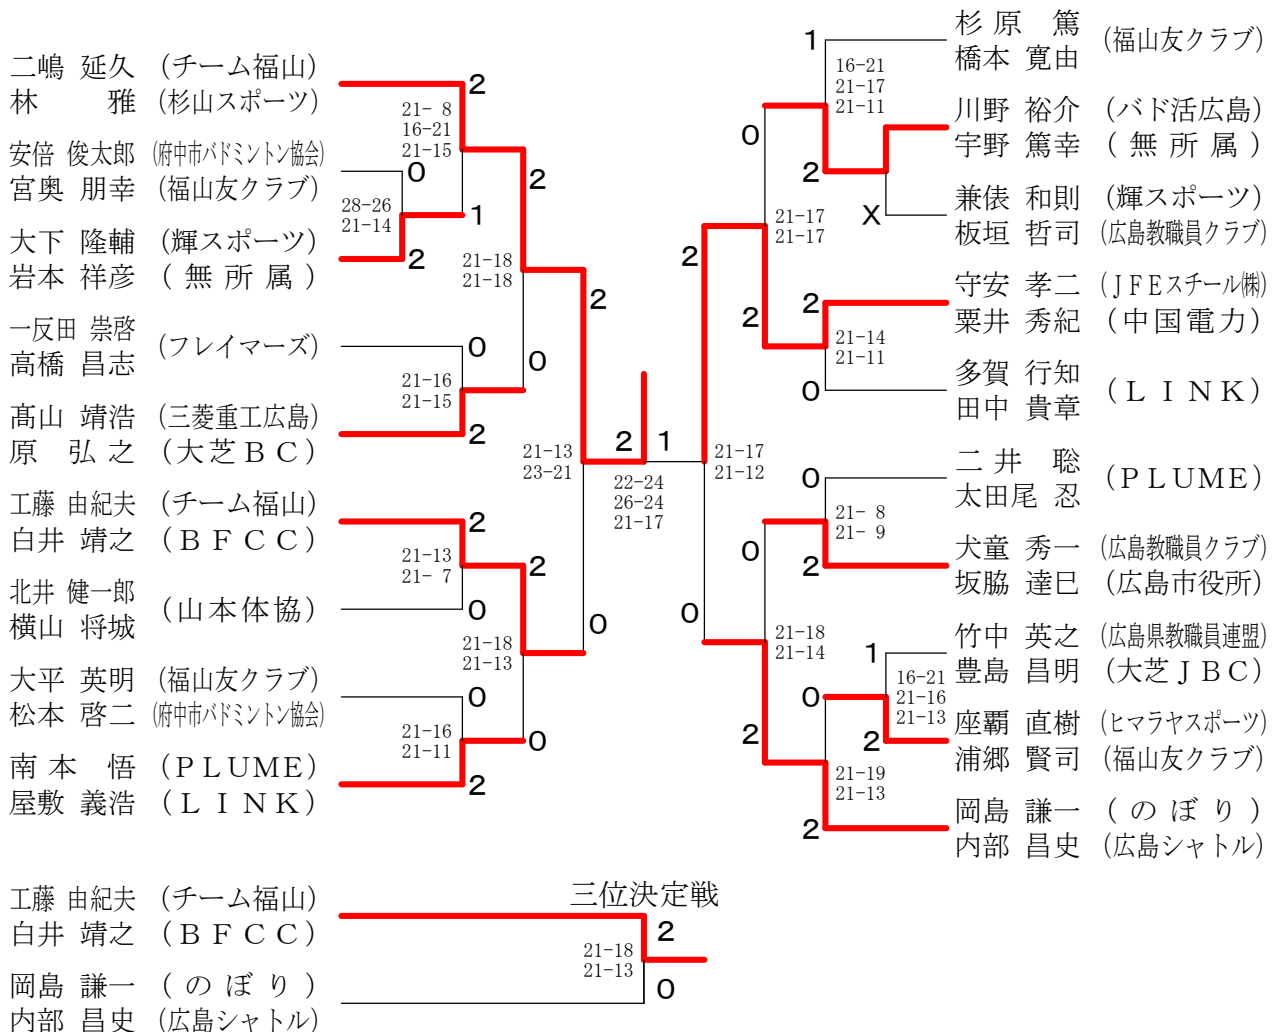 二嶋 延久 (チーム福山)
林 雅 (杉山スポーツ)
安倍 俊太郎 (府中市バドミントン協会)
宮奥 朋幸 (福山友クラブ)
大下 隆輔 (輝スポーツ)
岩本 祥彦 (無所属)
一反田 崇啓
高橋 昌志
(フレイマーズ)
髙山 靖浩 (三菱重工広島)
原 弘之 (大芝BC)
工藤 由紀夫 (チーム福山)
白井 靖之 (BFCC)
北井 健一郎
横山 将城
(山本体協)
大平 英明 (福山友クラブ)
松本 啓二 (府中市バドミントン協会)
南本 悟 (PLUME)
屋敷 義浩 (LINK)
2
21- 8
16-21
21-15
0
28-26
21-14
2
1
2
21-18
21-18
0
21-16
21-15
2
0
2
21-13
23-21
2
21-13
21- 7
0
2
21-18
21-13
0
21-16
21-11
2
0
0
2 1
22-24
26-24
21-17
杉原 篤
橋本 寛由
(福山友クラブ)
川野 裕介 (バド活広島)
宇野 篤幸 (無所属)
兼俵 和則 (輝スポーツ)
板垣 哲司 (広島教職員クラブ)
守安 孝二 (JFEスチール㈱)
粟井 秀紀 (中国電力)
多賀 行知
田中 貴章
(LINK)
二井 聡
太田尾 忍
(PLUME)
犬童 秀一 (広島教職員クラブ)
坂脇 達巳 (広島市役所)
竹中 英之 (広島県教職員連盟)
豊島 昌明 (大芝JBC)
座覇 直樹 (ヒマラヤスポーツ)
浦郷 賢司 (福山友クラブ)
岡島 謙一 (のぼり)
内部 昌史 (広島シャトル)
1
16-21
21-17
21-11
0
2
X
21-17
21-17
2
2
2
21-14
21-11
0
21-17
21-12
0
21- 8
21- 9
0
2
0
21-18
21-14
1
16-21
21-16
21-13
0
2
2
21-19
21-13
2
三位決定戦
工藤 由紀夫 (チーム福山)
白井 靖之 (BFCC)
岡島 謙一 (のぼり)
内部 昌史 (広島シャトル)
2
21-18
21-13
0